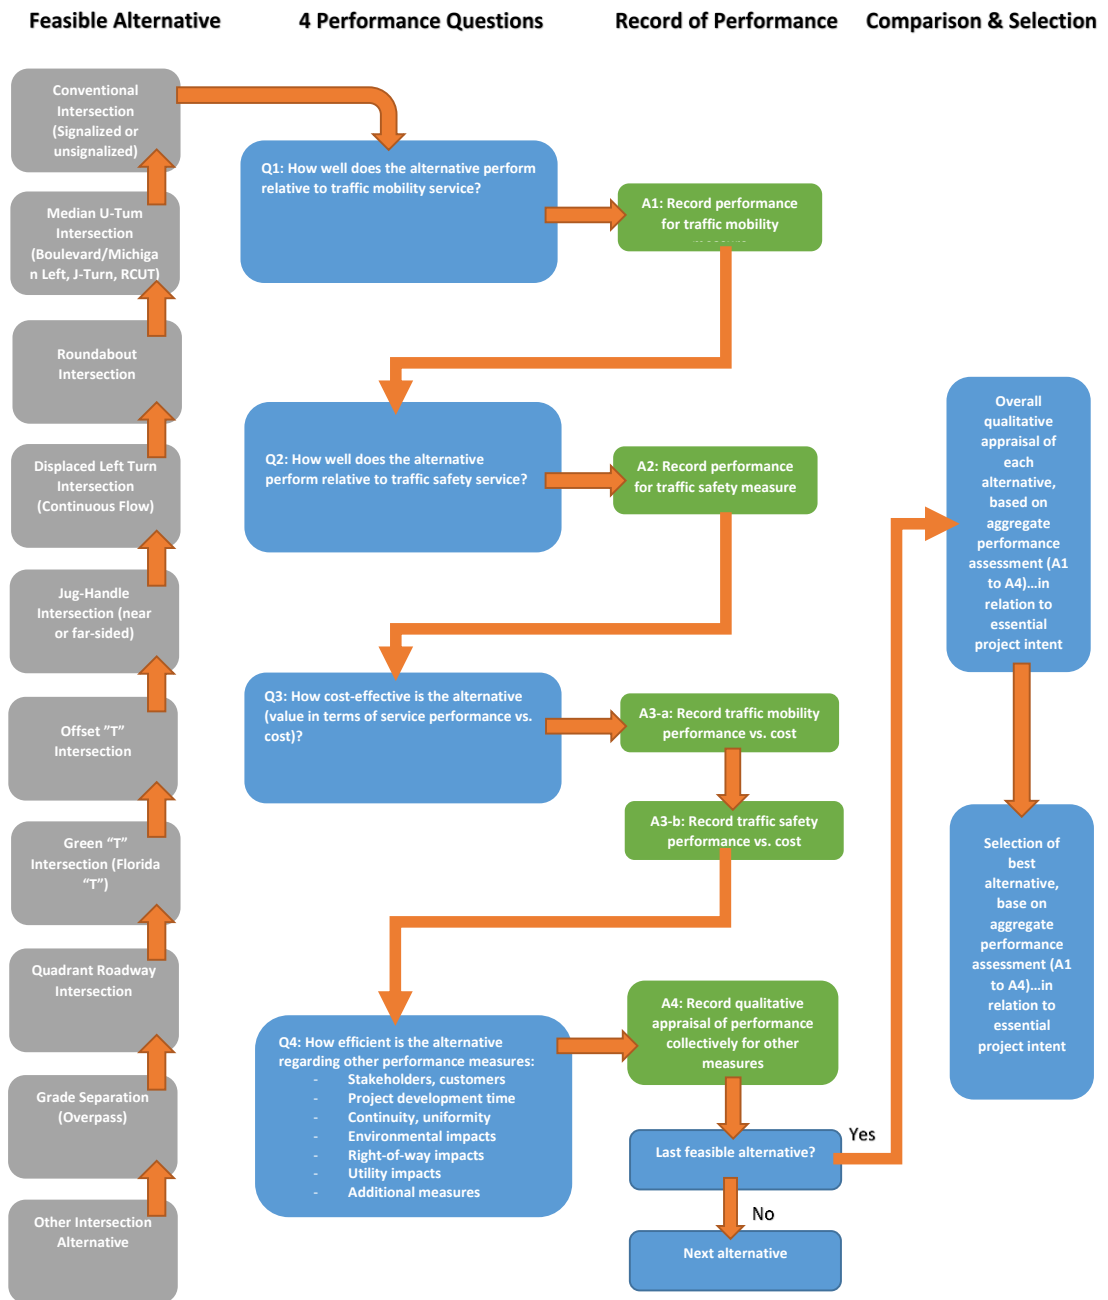 Feasible Alternative
4 Performance Questions
Record of Performance
Comparison & Selection
Conventional
Intersection
(Signalized or
unsignalized)
Median U-Tum
Intersection
(Boulevard/Michiga
n Left, J-Turn, RCUT)
Roundabout
Intersection
Displaced Left Turn
Intersection
(Continuous Flow)
Jug-Handle
Intersection (near
or far-sided)
Offset ”T”
Intersection
Green “T”
Intersection (Florida
“T”)
Quadrant Roadway
Intersection
Grade Separation
(Overpass)
Other Intersection
Alternative
Q1: How well does the alternative perform
relative to traffic mobility service?
A1: Record performance
for traffic mobility
Q2: How well does the alternative
perform relative to traffic safety service?
A2: Record performance
for traffic safety measure
Q3: How cost-effective is the alternative
(value in terms of service performance vs.
cost)?
A3-a: Record traffic mobility
performance vs. cost
A3-b: Record traffic safety
performance vs. cost
Q4: How efficient is the alternative
regarding other performance measures:
- Stakeholders, customers
- Project development time
- Continuity, uniformity
- Environmental impacts
- Right-of-way impacts
- Utility impacts
- Additional measures
A4: Record qualitative
appraisal of performance
collectively for other
measures
Last feasible alternative?
Yes
No
Next alternative
Overall
qualitative
appraisal of
each
alternative,
based on
aggregate
performance
assessment (A1
to A4)...in
relation to
essential
project intent
Selection of
best
alternative,
base on
aggregate
performance
assessment (A1
to A4)...in
relation to
essential
project intent